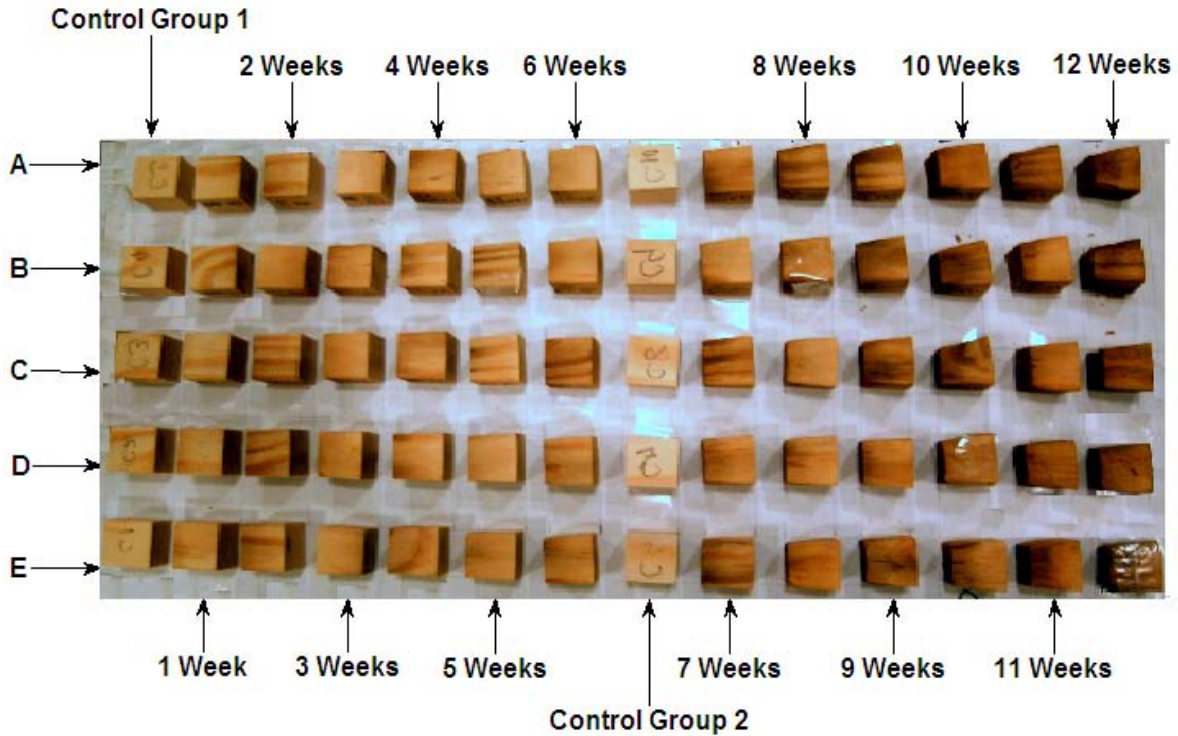 Control Group 1
2 Weeks 4 Weeks 6 Weeks 8 Weeks 10 Weeks 12 Weeks
A
B
C
D
E
1 Week 3 Weeks 5 Weeks 7 Weeks 9 Weeks 11 Weeks
Control Group 2